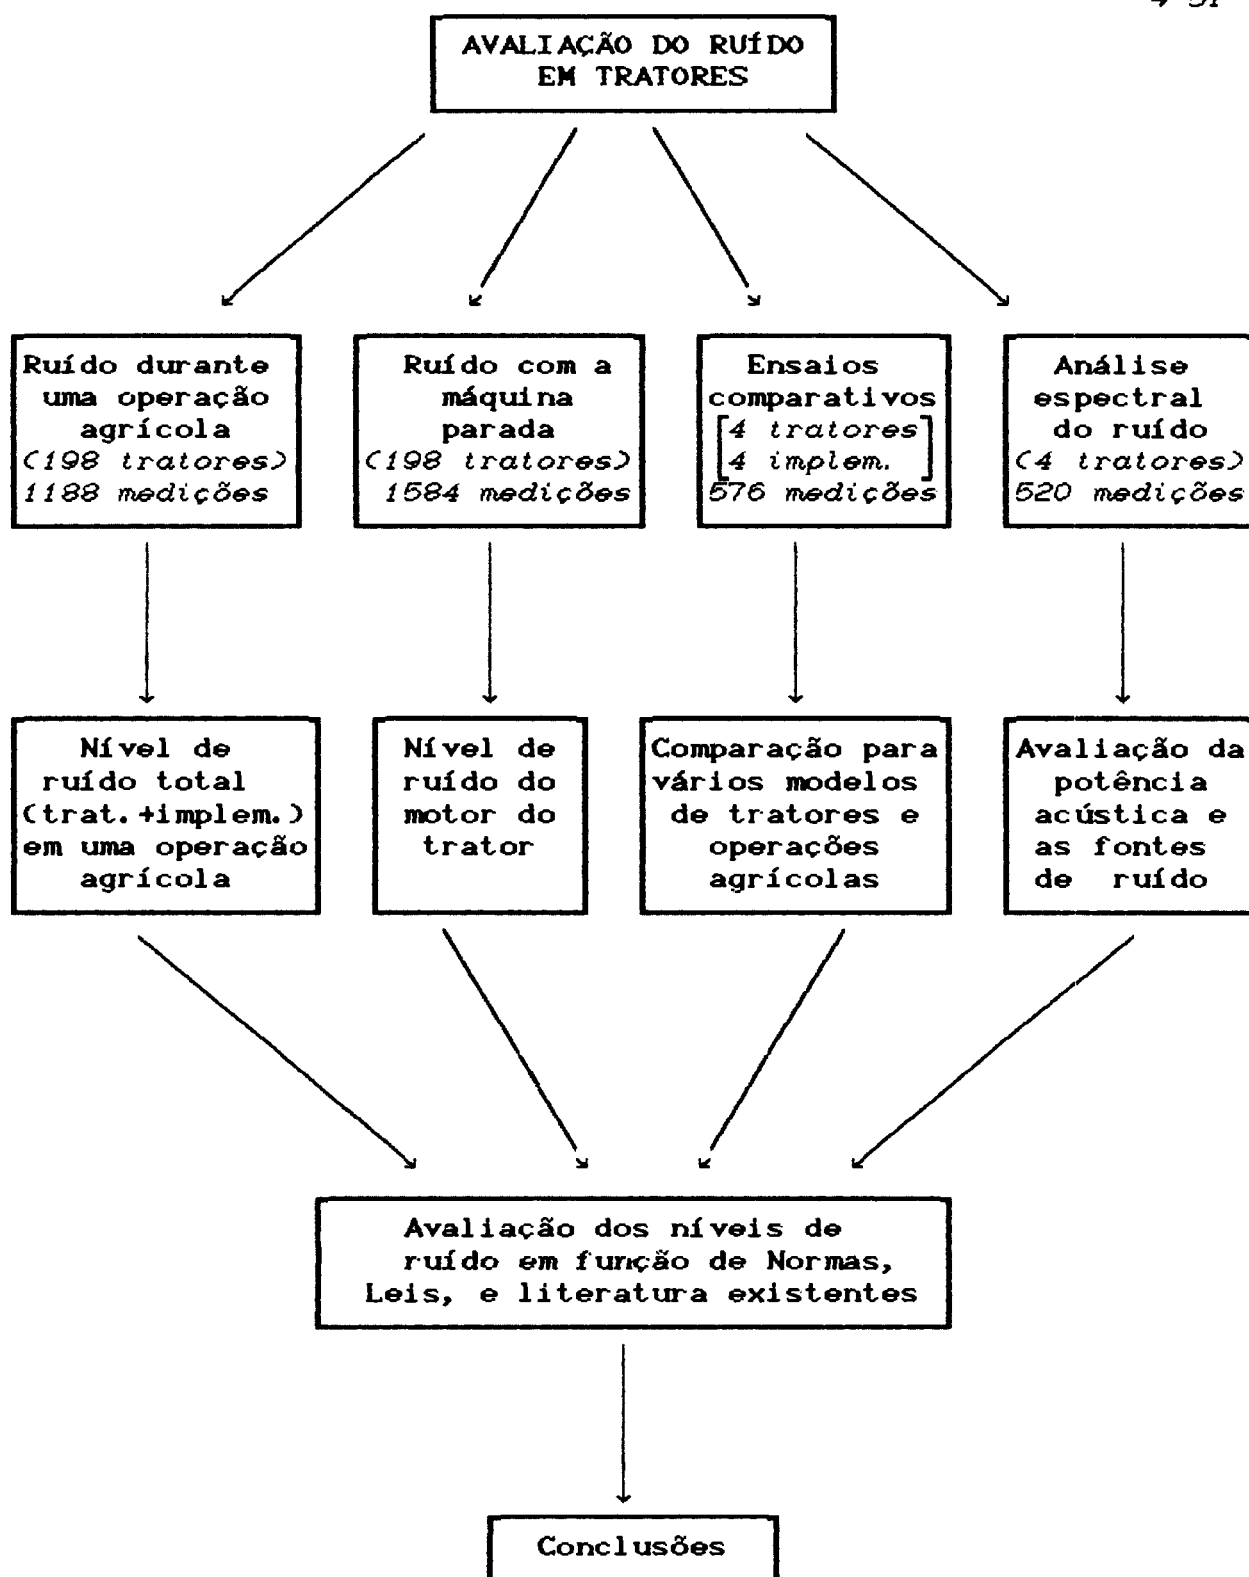 AVALIAÇÃO DO RUÍDO
EM TRATORES
Ruído durante
uma operação
agrícola
(198 tratores)
1188 medições
Ruído com a
máquina
parada
(198 tratores)
1584 medições
Ensaios
comparativos
[4 tratores]
[4 implem.]
576 medições
Análise
espectral
do ruído
(4 tratores)
520 medições
Nível de
ruído total
(trat.+implem.)
em uma operação
agrícola
Nível de
ruído do
motor do
trator
Comparação para
vários modelos
de tratores e
operações
agrícolas
Avaliação da
potência
acústica e
as fontes
de ruído
Avaliação dos níveis de
ruído em função de Normas,
Leis, e literatura existentes
Conclusões